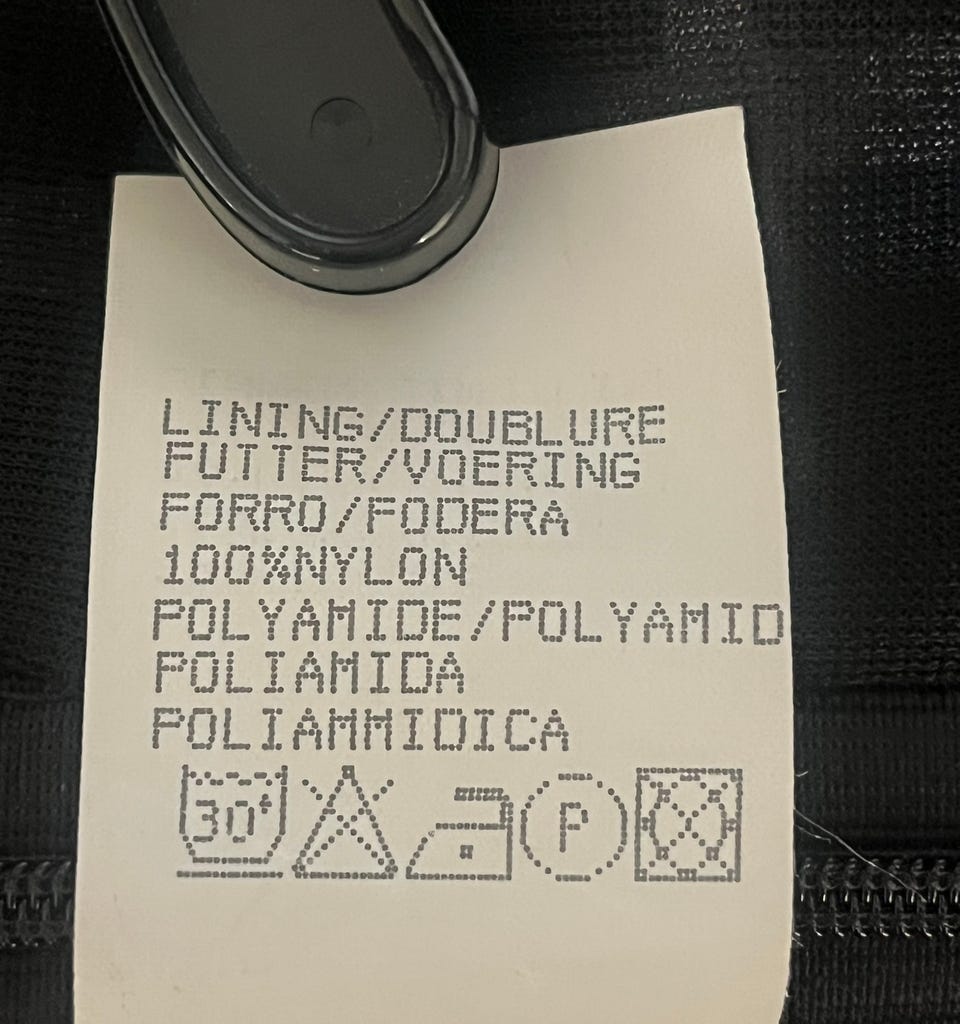 LINING/DOUBLURE
FUTTER/VOERING
FORRO/FODERA
100%NYLON
POLYAMIDE/POLYAMID
POLIAMIDA
POLIAMMIDICA
30° P